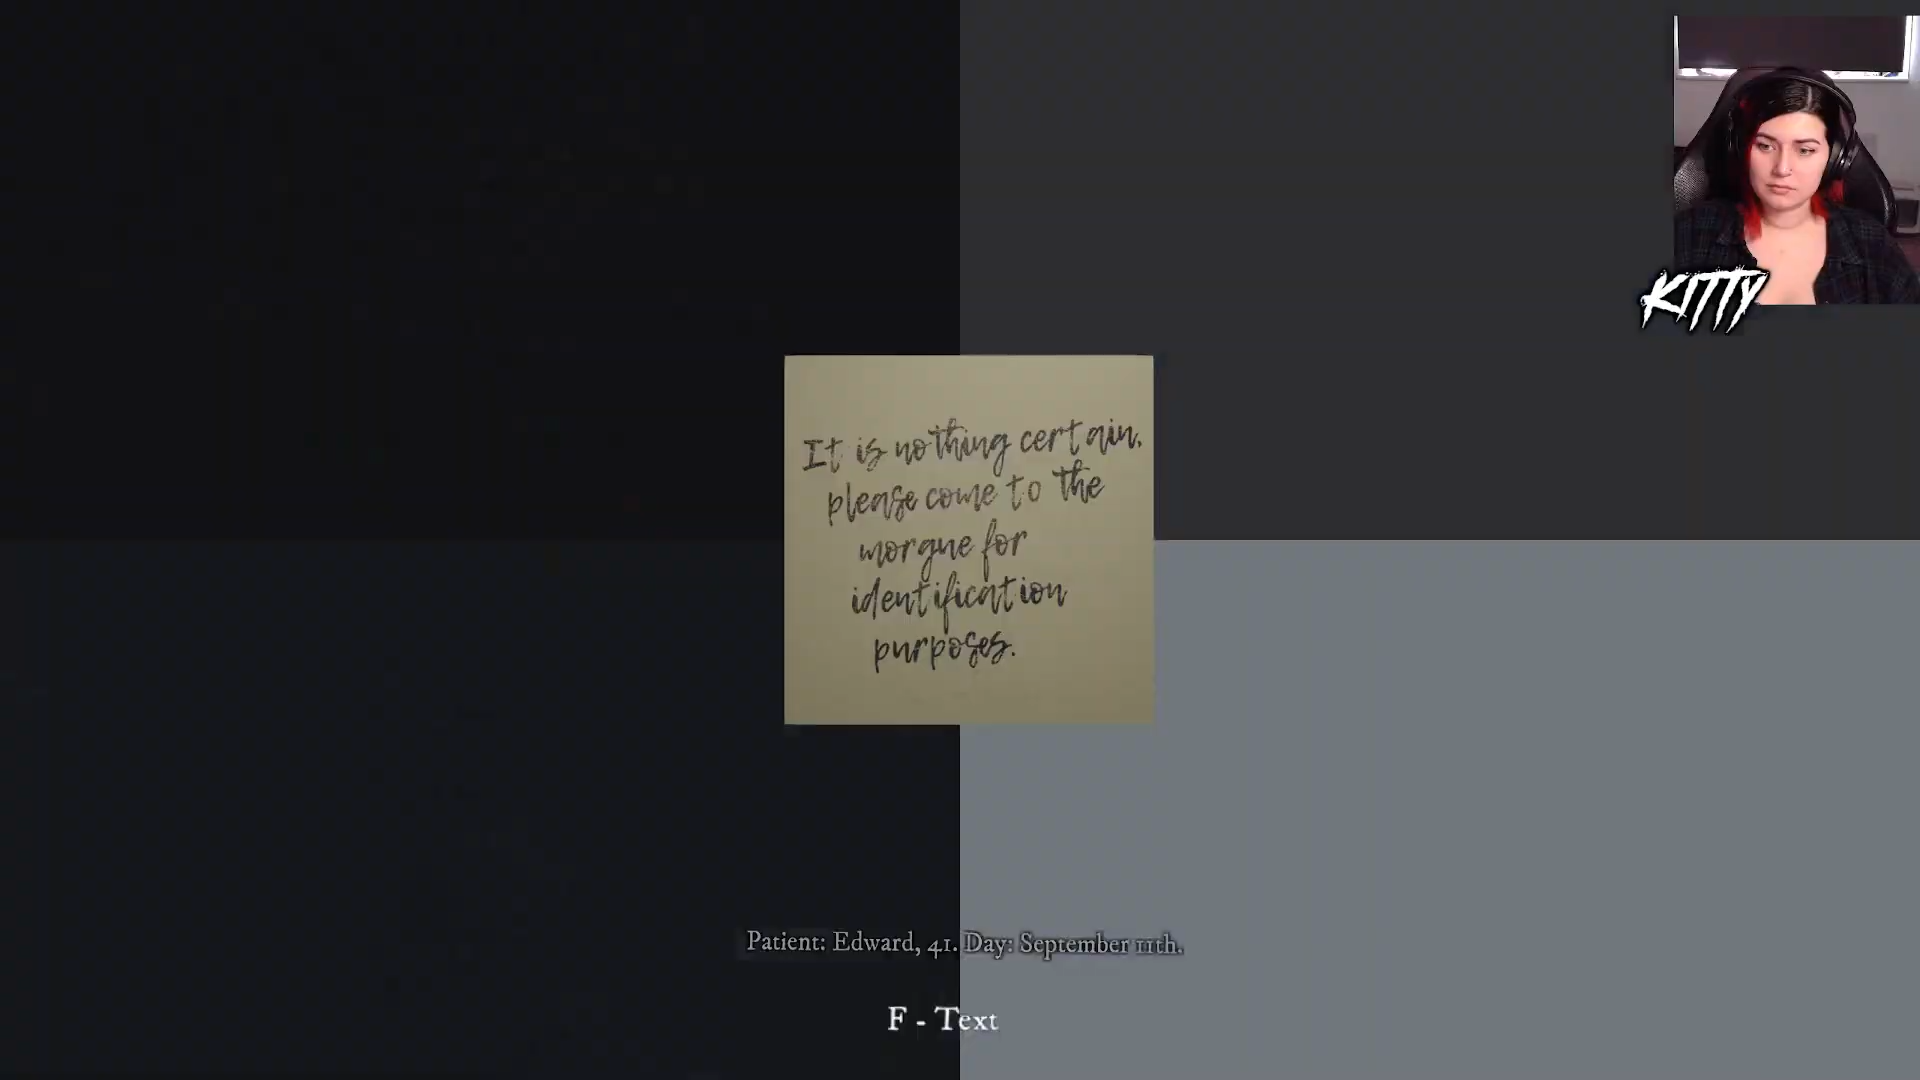 KITTY
It is nothing certain,
please come to the
morgue for
identification
purposes.
Patient: Edward, 41. Day: September 11th.
F - Text